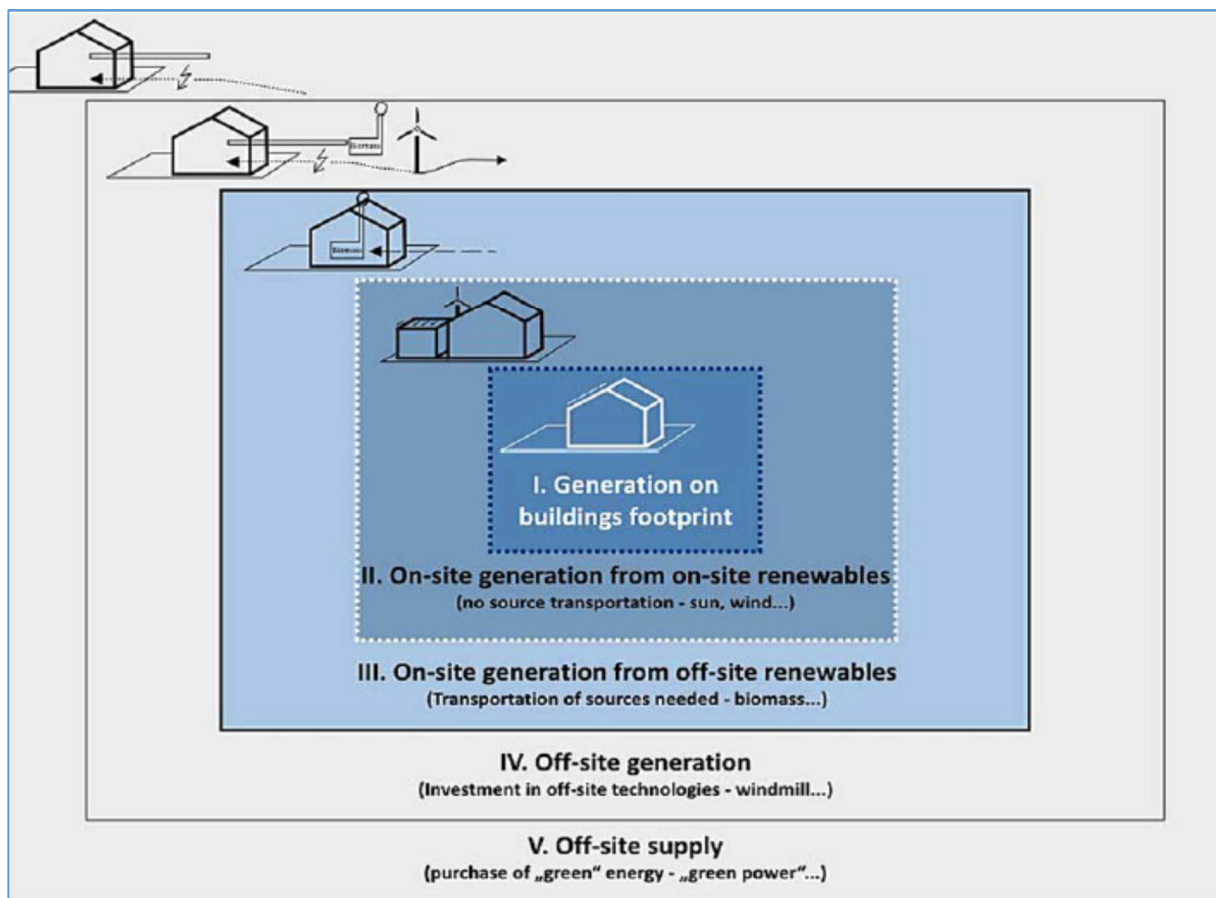 Biomass
Biomass
I. Generation on
buildings footprint
II. On-site generation from on-site renewables
(no source transportation - sun, wind...)
III. On-site generation from off-site renewables
(Transportation of sources needed - biomass...)
IV. Off-site generation
(Investment in off-site technologies - windmill...)
V. Off-site supply
(purchase of „green“ energy - „green power“...)